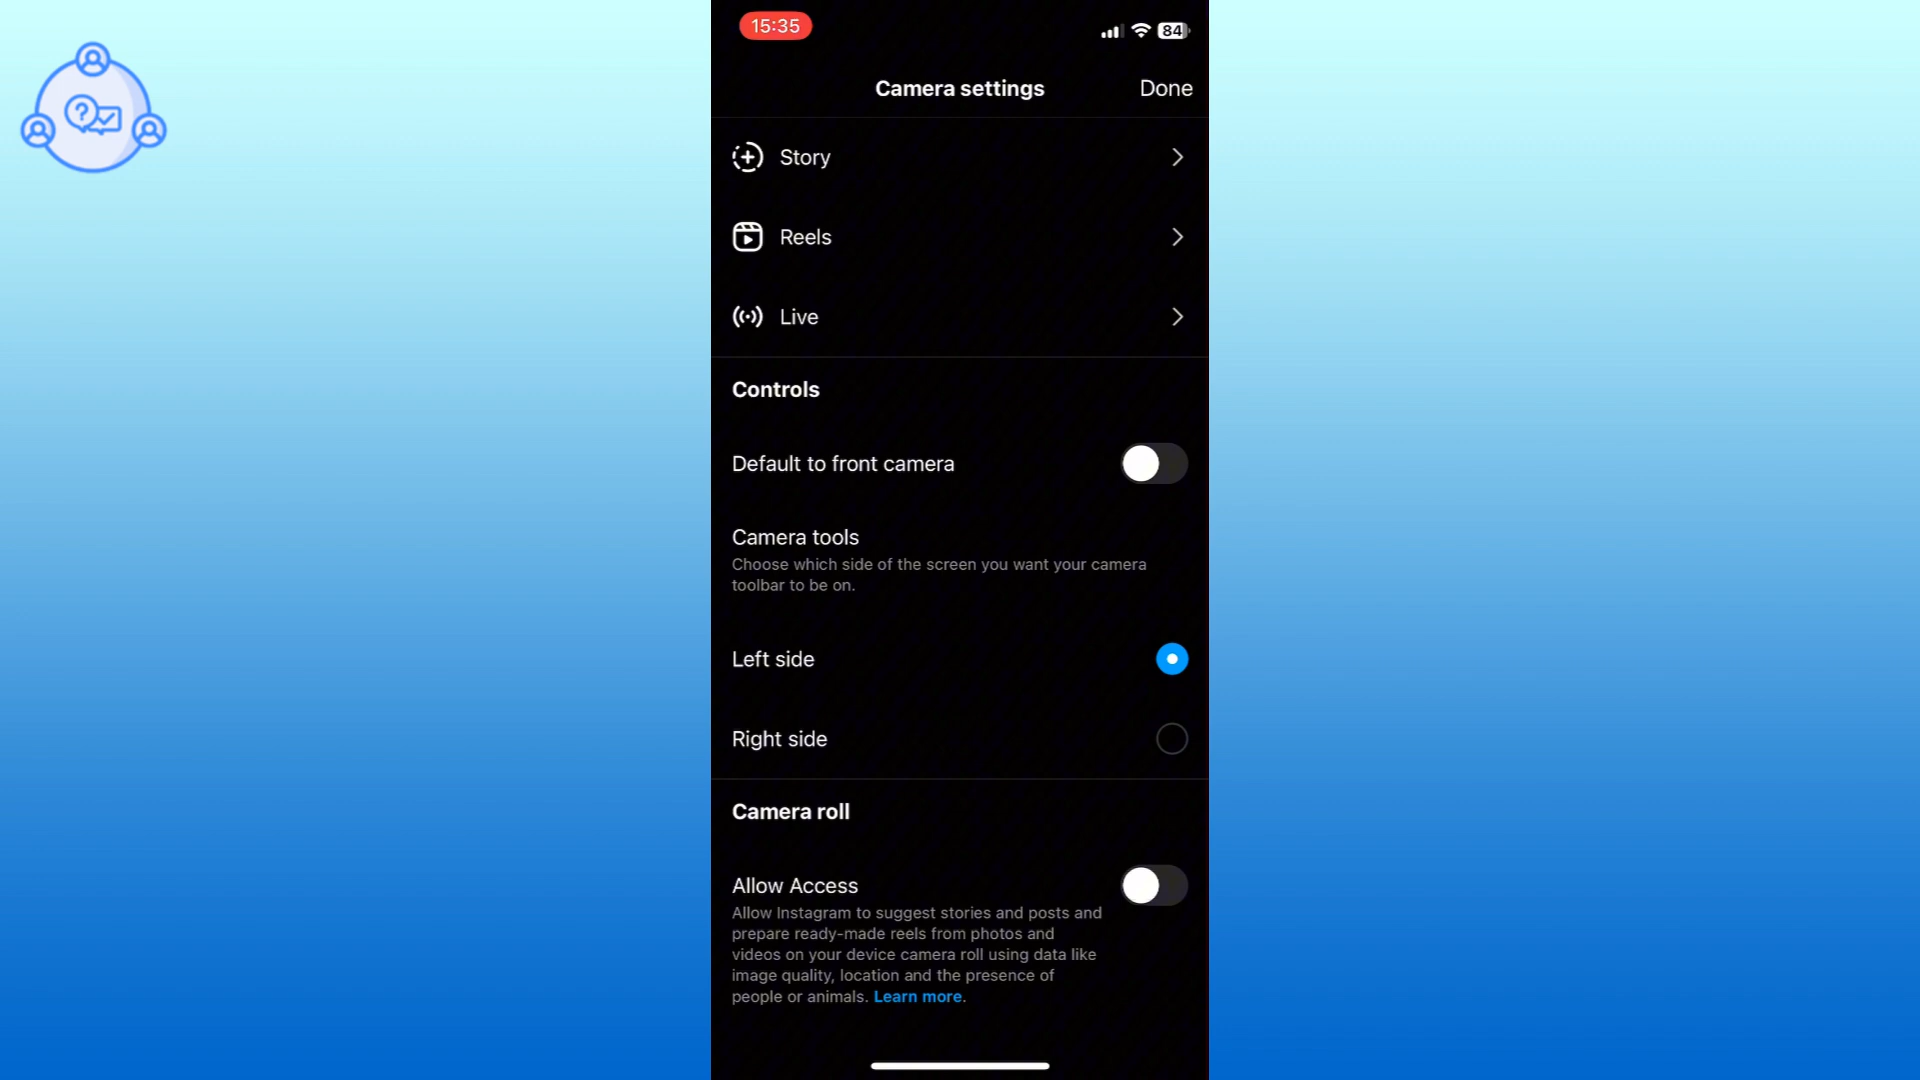 15:35
84
Camera settings
Done
Story
Reels
Live
Controls
Default to front camera
Camera tools
Choose which side of the screen you want your camera
toolbar to be on.
Left side
Right side
Camera roll
Allow Access
Allow Instagram to suggest stories and posts and
prepare ready-made reels from photos and
videos on your device camera roll using data like
image quality, location and the presence of
people or animals. Learn more.